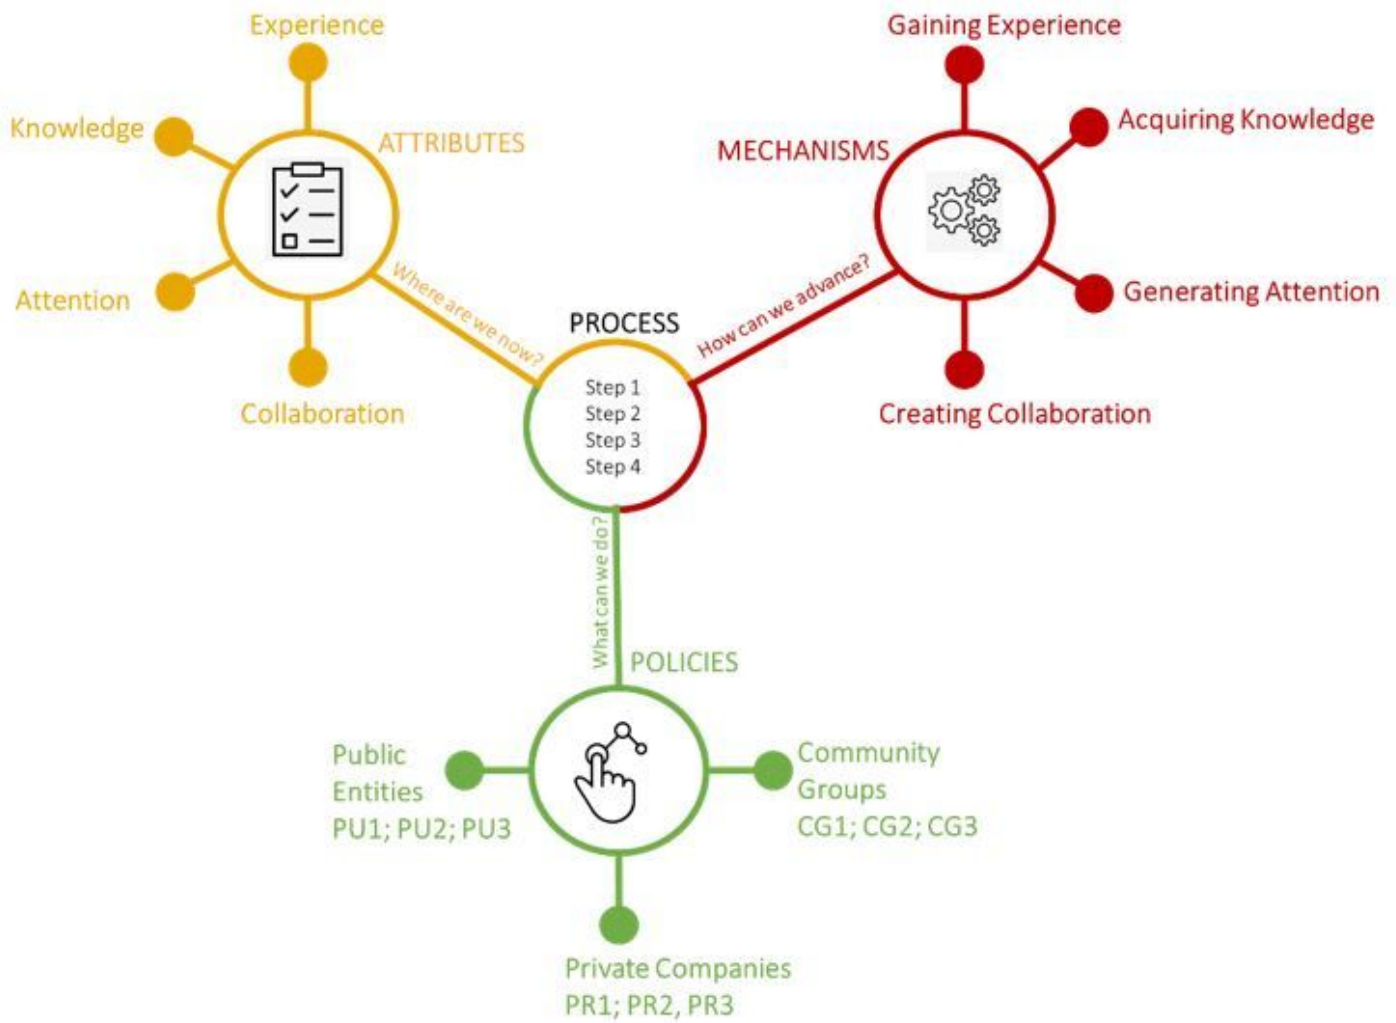 Experience
Knowledge
ATTRIBUTES
Attention
Collaboration
Where are we now?
Gaining Experience
Acquiring Knowledge
MECHANISMS
Generating Attention
Creating Collaboration
How can we advance?
PROCESS
Step 1
Step 2
Step 3
Step 4
What can we do?
POLICIES
Public
Entities
PU1; PU2; PU3
Community
Groups
CG1; CG2; CG3
Private Companies
PR1; PR2, PR3